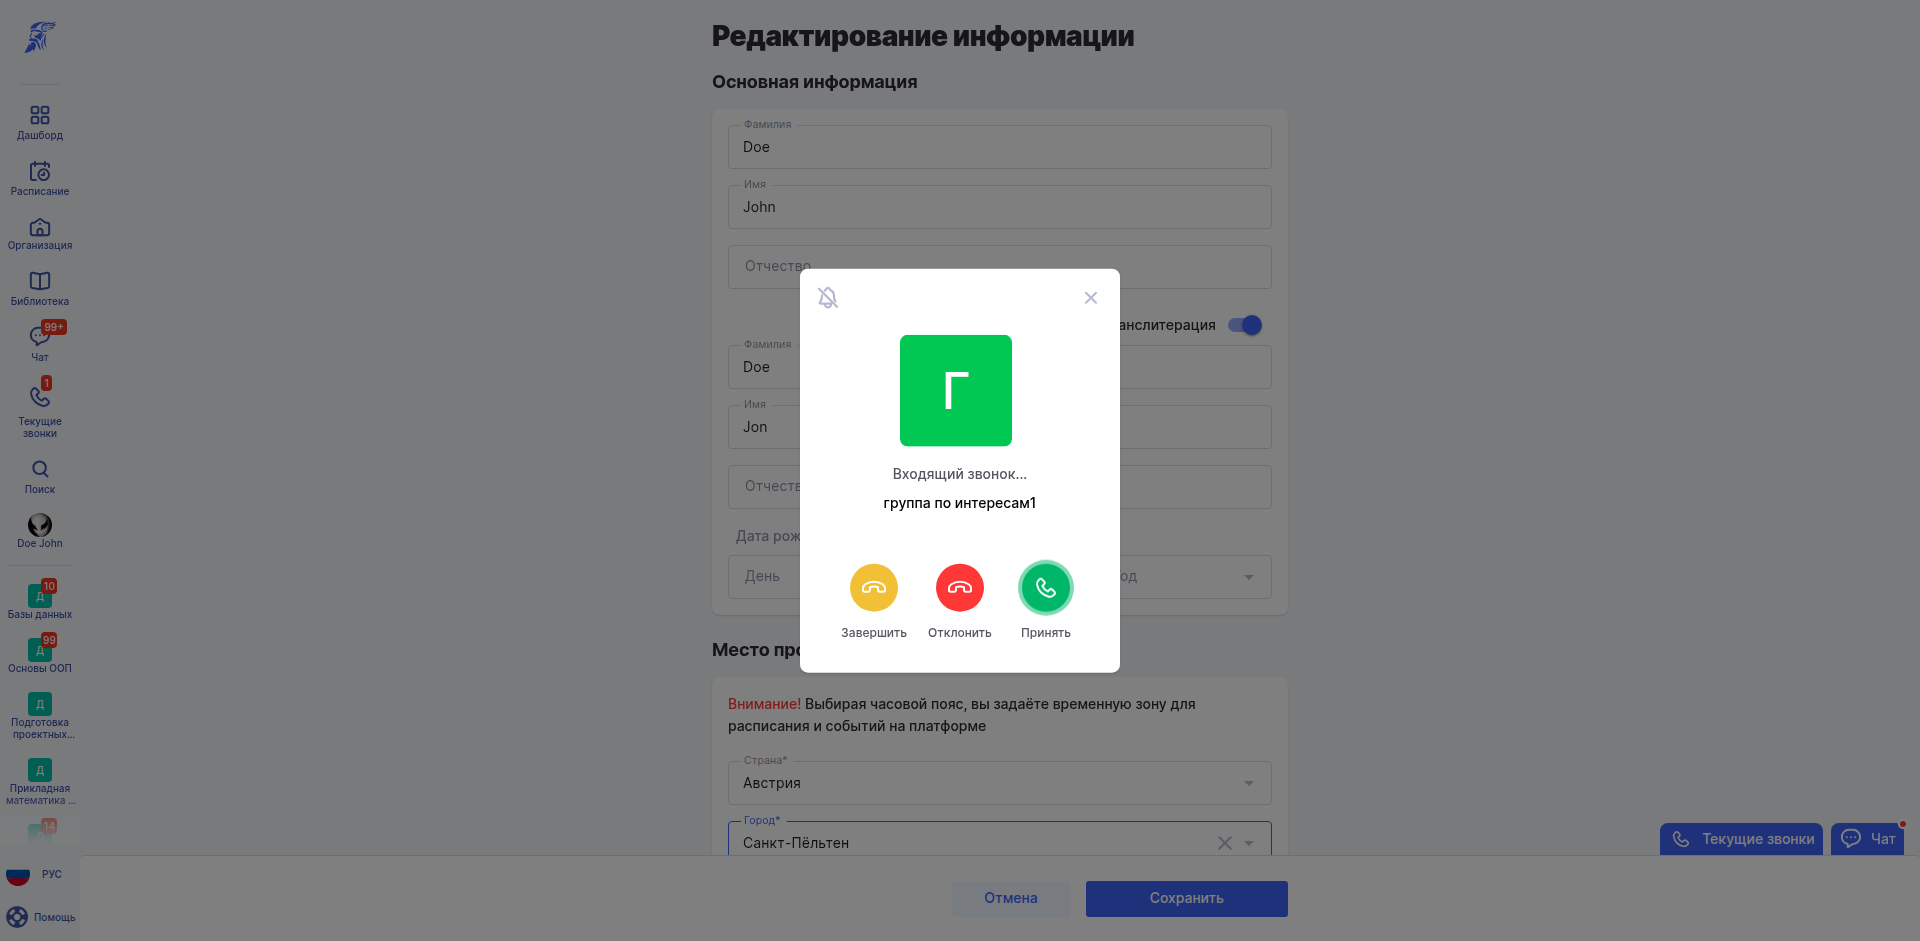 Дашборд
Расписание
Организация
Библиотека
99+
Чат
1
Текущие
звонки
Поиск
Doe John
10
Д
Базы данных
99
Д
Основы ООП
Д
Подготовка
проектных...
Д
Прикладная
математика ...
14
РУС
Помощь
Редактирование информации
Основная информация
Фамилия
Doe
Имя
John
Отчество
анслитерация
Фамилия
Doe
Имя
Jon
Отчеств
Дата рож
День
од
Место про
Внимание! Выбирая часовой пояс, вы задаёте временную зону для
расписания и событий на платформе
Страна*
Австрия
Город*
Санкт-Пёльтен
Отмена
Сохранить
Г
Входящий звонок...
группа по интересам1
Завершить
Отклонить
Принять
Текущие звонки
Чат